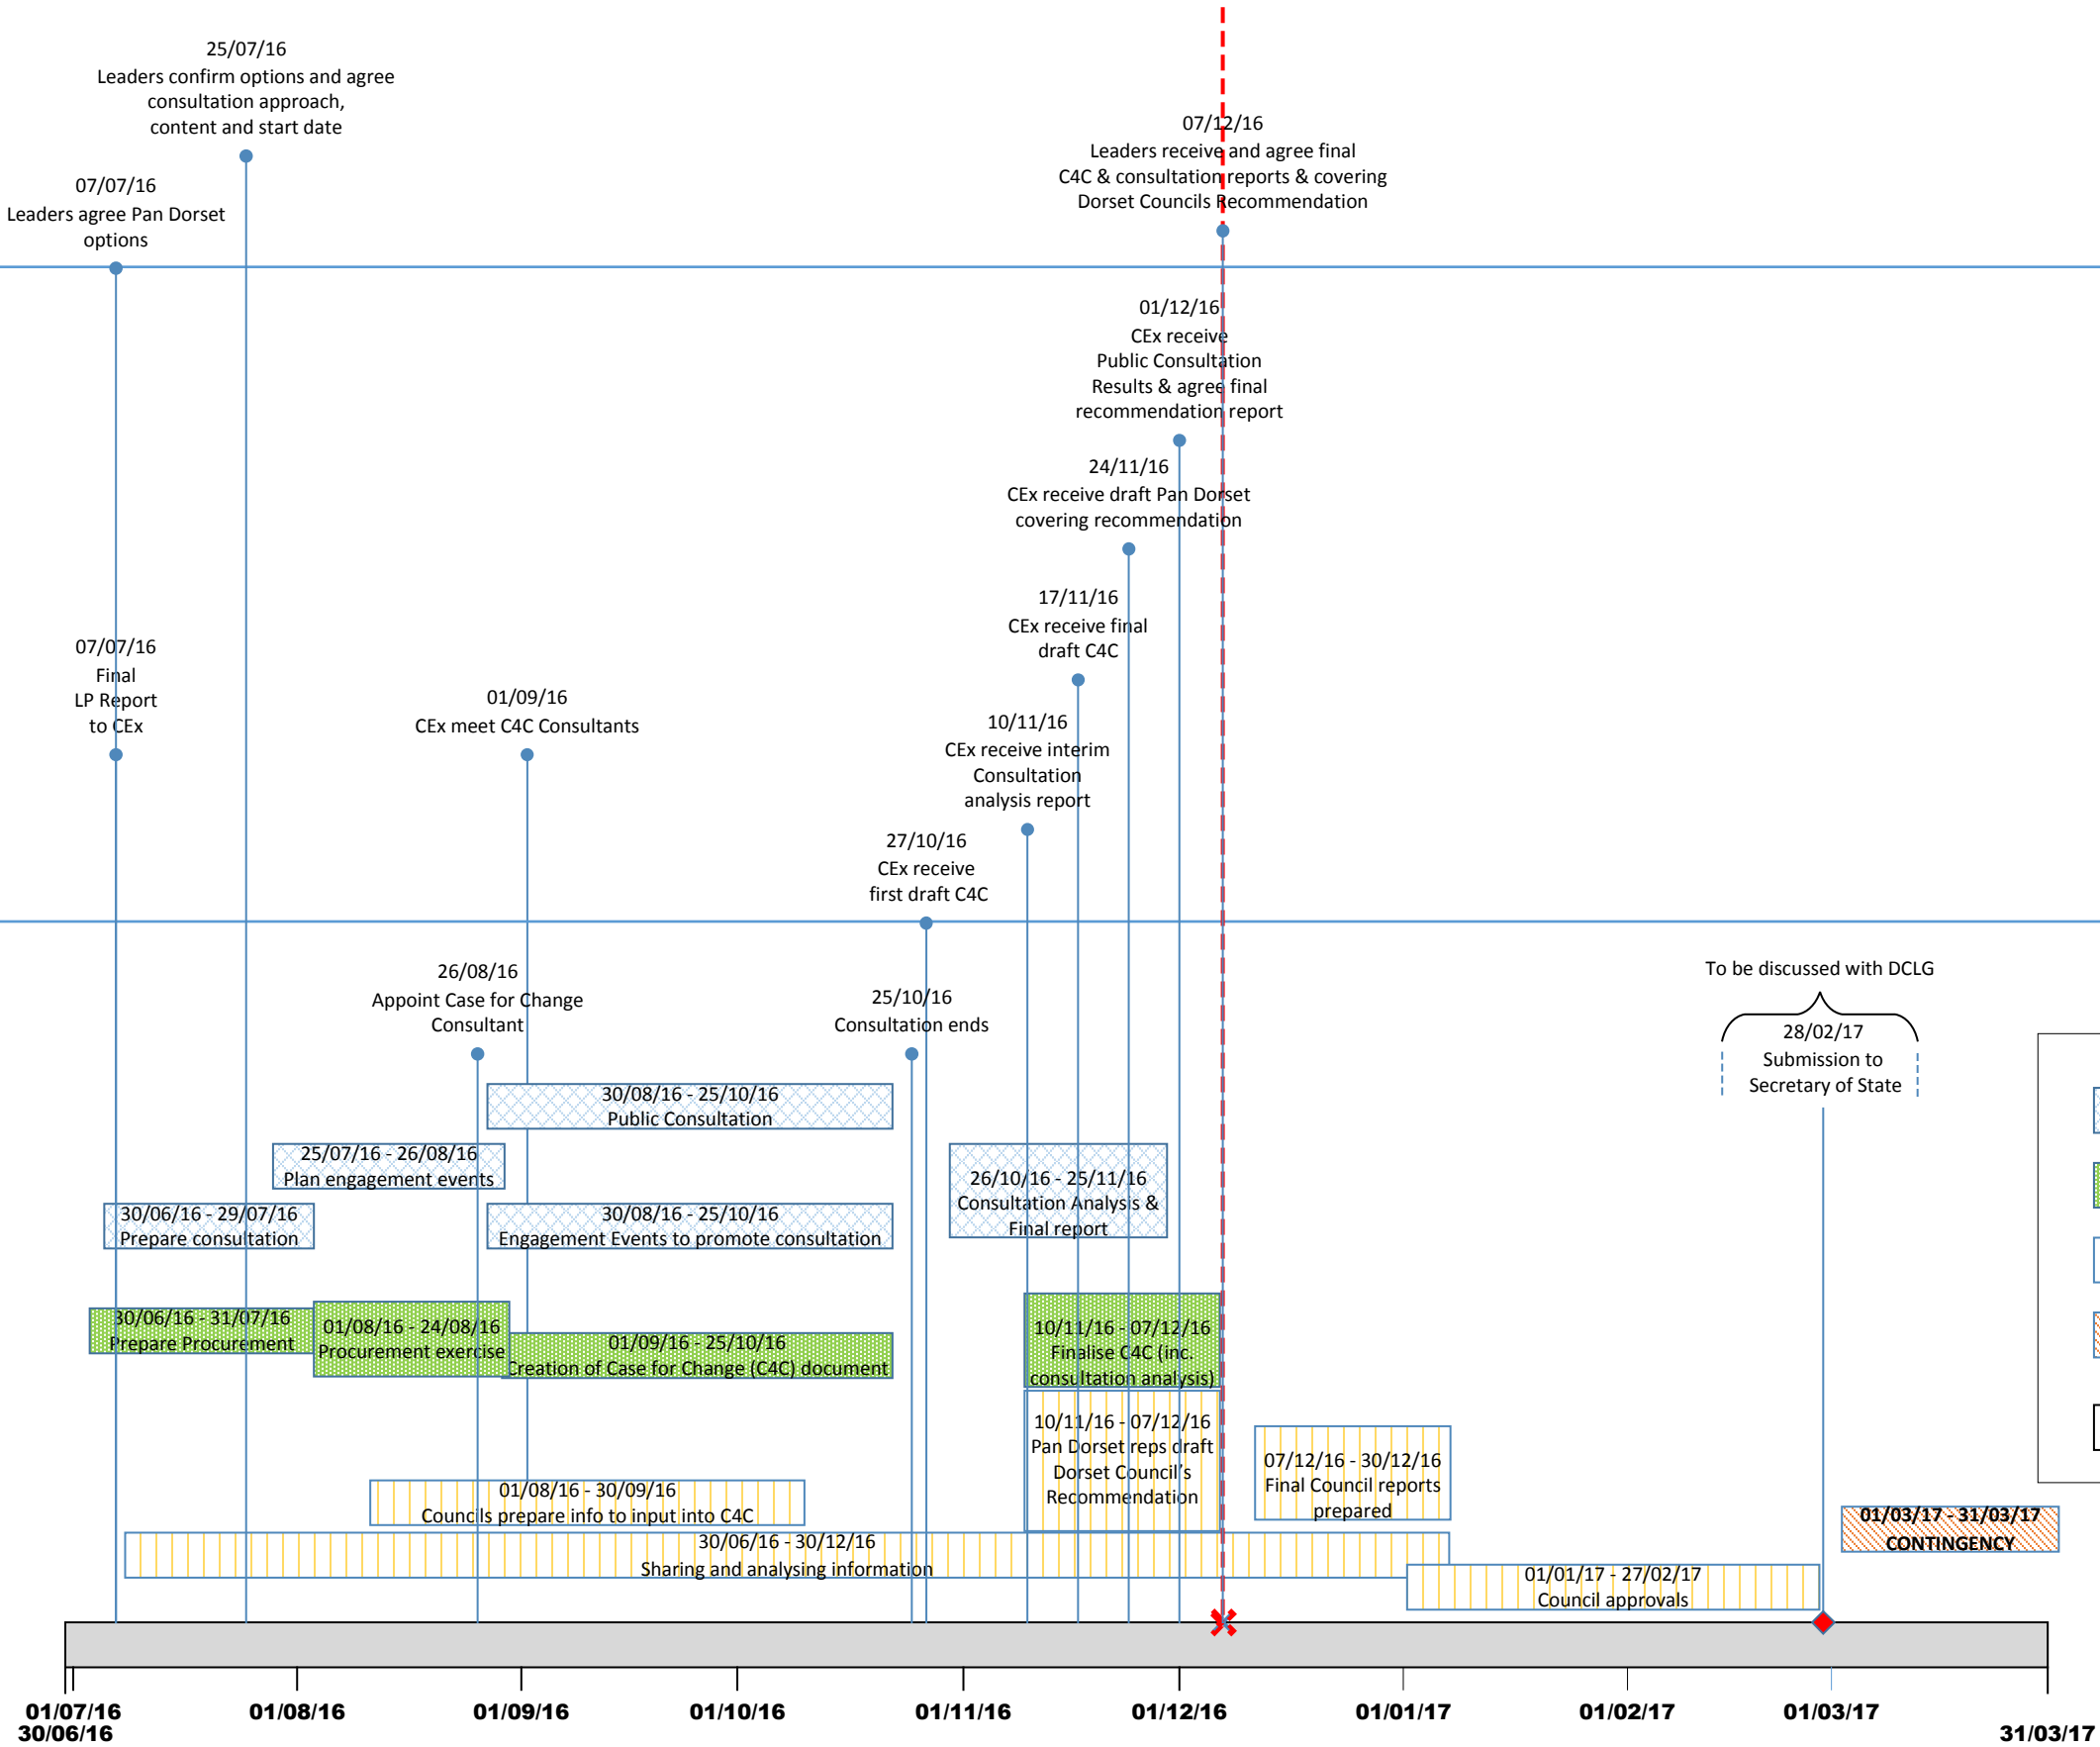 25/07/16
Leaders confirm options and agree
consultation approach,
content and start date
07/07/16
Leaders agree Pan Dorset
options
07/12/16
Leaders receive and agree final
C4C & consultation reports & covering
Dorset Councils Recommendation
01/12/16
CEx receive
Public Consultation
Results & agree final
recommendation report
24/11/16
CEx receive draft Pan Dorset
covering recommendation
17/11/16
CEx receive final
draft C4C
07/07/16
Final
LP Report
to CEx
01/09/16
CEx meet C4C Consultants
10/11/16
CEx receive interim
Consultation
analysis report
27/10/16
CEx receive
first draft C4C
26/08/16
Appoint Case for Change
Consultant
25/10/16
Consultation ends
To be discussed with DCLG
28/02/17
Submission to
Secretary of State
30/08/16 - 25/10/16
Public Consultation
25/07/16 - 26/08/16
Plan engagement events
26/10/16 - 25/11/16
Consultation Analysis &
Final report
30/06/16 - 29/07/16
Prepare consultation
30/08/16 - 25/10/16
Engagement Events to promote consultation
30/06/16 - 31/07/16
Prepare Procurement
01/08/16 - 24/08/16
Procurement exercise
01/09/16 - 25/10/16
Creation of Case for Change (C4C) document
10/11/16 - 07/12/16
Finalise C4C (inc.
consultation analysis)
10/11/16 - 07/12/16
Pan Dorset reps draft
Dorset Council's
Recommendation
07/12/16 - 30/12/16
Final Council reports
prepared
01/08/16 - 30/09/16
Councils prepare info to input into C4C
01/03/17 - 31/03/17
CONTINGENCY
30/06/16 - 30/12/16
Sharing and analysing information
01/01/17 - 27/02/17
Council approvals
01/07/16
01/08/16
01/09/16
01/10/16
01/11/16
01/12/16
01/01/17
01/02/17
01/03/17
30/06/16
31/03/17